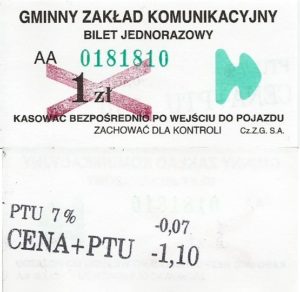 GMINNY ZAKŁAD KOMUNIKACYJNY
BILET JEDNORAZOWY
AA 0181810
1 zł
KASOWAĆ BEZPOŚREDNIO PO WEJŚCIU DO POJAZDU
ZACHOWAĆ DLA KONTROLI Cz.Z.G. S.A.
PTU 7% -0,07
CENA+PTU -1,10